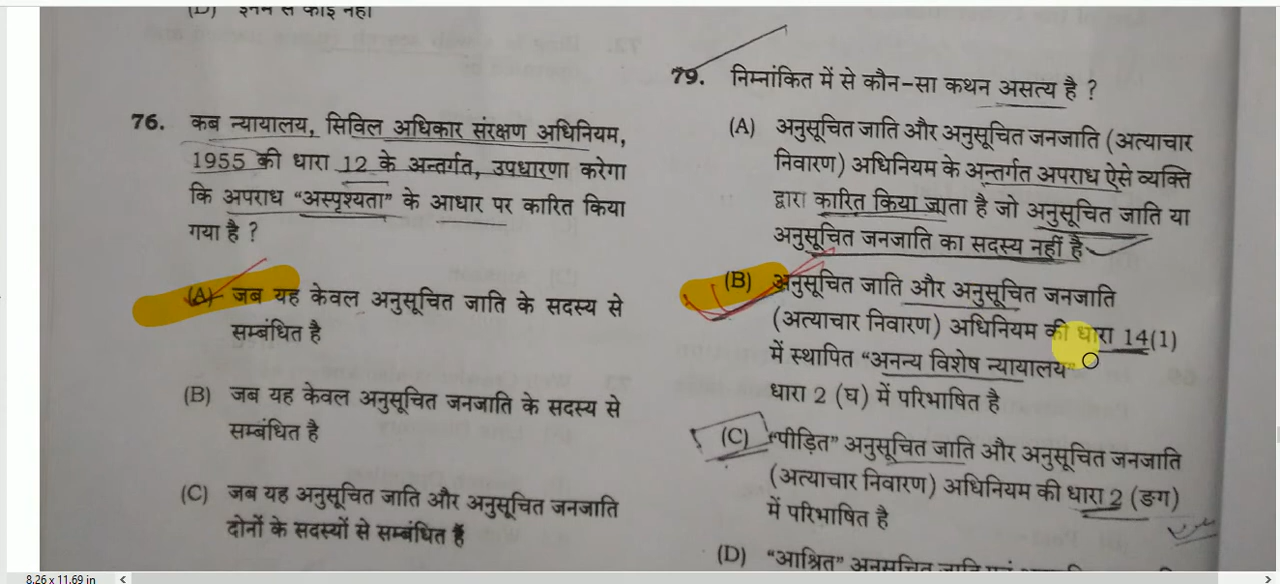 (D) इनमें से कोई नहीं
76. कब न्यायालय, सिविल अधिकार संरक्षण अधिनियम,
1955 की धारा 12 के अन्तर्गत, उपधारणा करेगा
कि अपराध “अस्पृश्यता” के आधार पर कारित किया
गया है ?
(A) जब यह केवल अनुसूचित जाति के सदस्य से
सम्बंधित है
(B) जब यह केवल अनुसूचित जनजाति के सदस्य से
सम्बंधित है
(C) जब यह अनुसूचित जाति और अनुसूचित जनजाति
दोनों के सदस्यों से सम्बंधित है
79. निम्नांकित में से कौन-सा कथन असत्य है ?
(A) अनुसूचित जाति और अनुसूचित जनजाति (अत्याचार
निवारण) अधिनियम के अन्तर्गत अपराध ऐसे व्यक्ति
द्वारा कारित किया जाता है जो अनुसूचित जाति या
अनुसूचित जनजाति का सदस्य नहीं है
(B) अनुसूचित जाति और अनुसूचित जनजाति
(अत्याचार निवारण) अधिनियम की धारा 14(1)
में स्थापित “अनन्य विशेष न्यायालय”
धारा 2 (घ) में परिभाषित है
(C) “पीड़ित” अनुसूचित जाति और अनुसूचित जनजाति
(अत्याचार निवारण) अधिनियम की धारा 2 (ङग)
में परिभाषित है
(D) “आश्रित” अनुसूचित जाति एवं
8.26 x 11.69 in